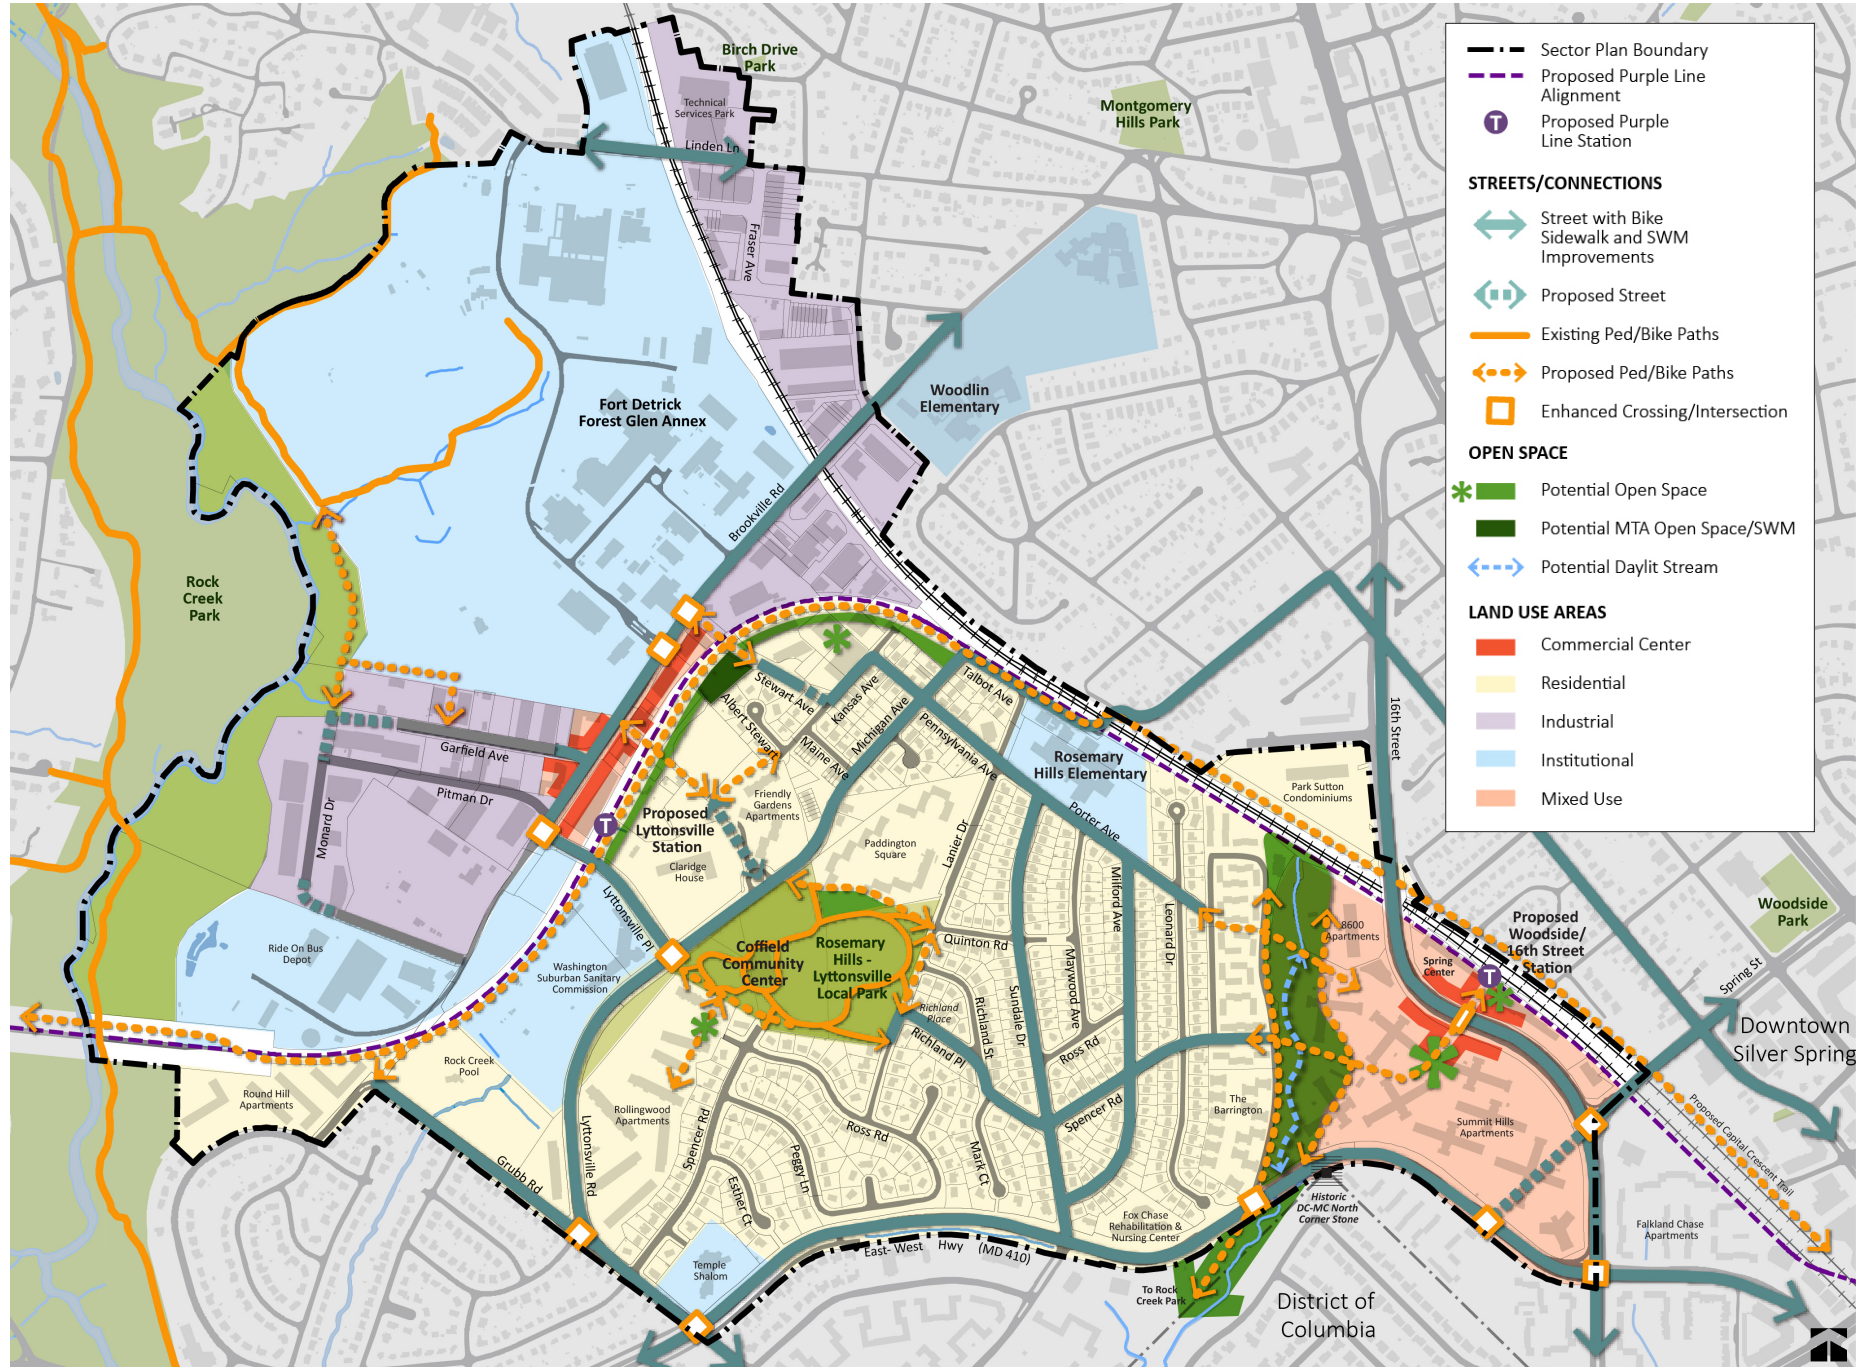 Birch Drive
Park
Technical
Services Park
Linden Ln
Fraser Ave
Montgomery
Hills Park
Woodlin
Elementary
Fort Detrick
Forest Glen Annex
Brookville Rd
Rock
Creek
Park
Garfield Ave
Pitman Dr
Monard Dr
Stewart Ave
Albert Stewart
Kansas Ave
Michigan Ave
Maine Ave
Talbot Ave
Pennsylvania Ave
Rosemary
Hills Elementary
Porter Ave
Park Sutton
Condominiums
16th Street
Friendly
Gardens
Apartments
Proposed
Lyttonsville
Station
T
Claridge
House
Paddington
Square
Lanier Dr
Lyttonsville Pl
Ride On Bus
Depot
Washington
Suburban Sanitary
Commission
Coffield
Community
Center
Rosemary
Hills -
Lyttonsville
Local Park
Quinton Rd
Richland
Place
Richland St
Richland Pl
Sundale Dr
Maywood Ave
Milford Ave
Leonard Dr
Ross Rd
Spencer Rd
8600
Apartments
Spring
Center
Proposed
Woodside/
16th Street
Station
T
Woodside
Park
Spring St
Downtown
Silver Spring
Rock Creek
Pool
Round Hill
Apartments
Rollingwood
Apartments
Lyttonsville Rd
Grubb Rd
Spencer Rd
Esther Ct
Peggy Ln
Ross Rd
Mark Ct
The
Barrington
Summit Hills
Apartments
Proposed Capital Crescent Trail
Temple
Shalom
East- West Hwy (MD 410)
Fox Chase
Rehabilitation &
Nursing Center
Historic
DC-MC North
Corner Stone
Falkland Chase
Apartments
To Rock
Creek Park
District of
Columbia
Sector Plan Boundary
Proposed Purple Line
Alignment
T
Proposed Purple
Line Station
STREETS/CONNECTIONS
Street with Bike
Sidewalk and SWM
Improvements
Proposed Street
Existing Ped/Bike Paths
Proposed Ped/Bike Paths
Enhanced Crossing/Intersection
OPEN SPACE
Potential Open Space
Potential MTA Open Space/SWM
Potential Daylit Stream
LAND USE AREAS
Commercial Center
Residential
Industrial
Institutional
Mixed Use